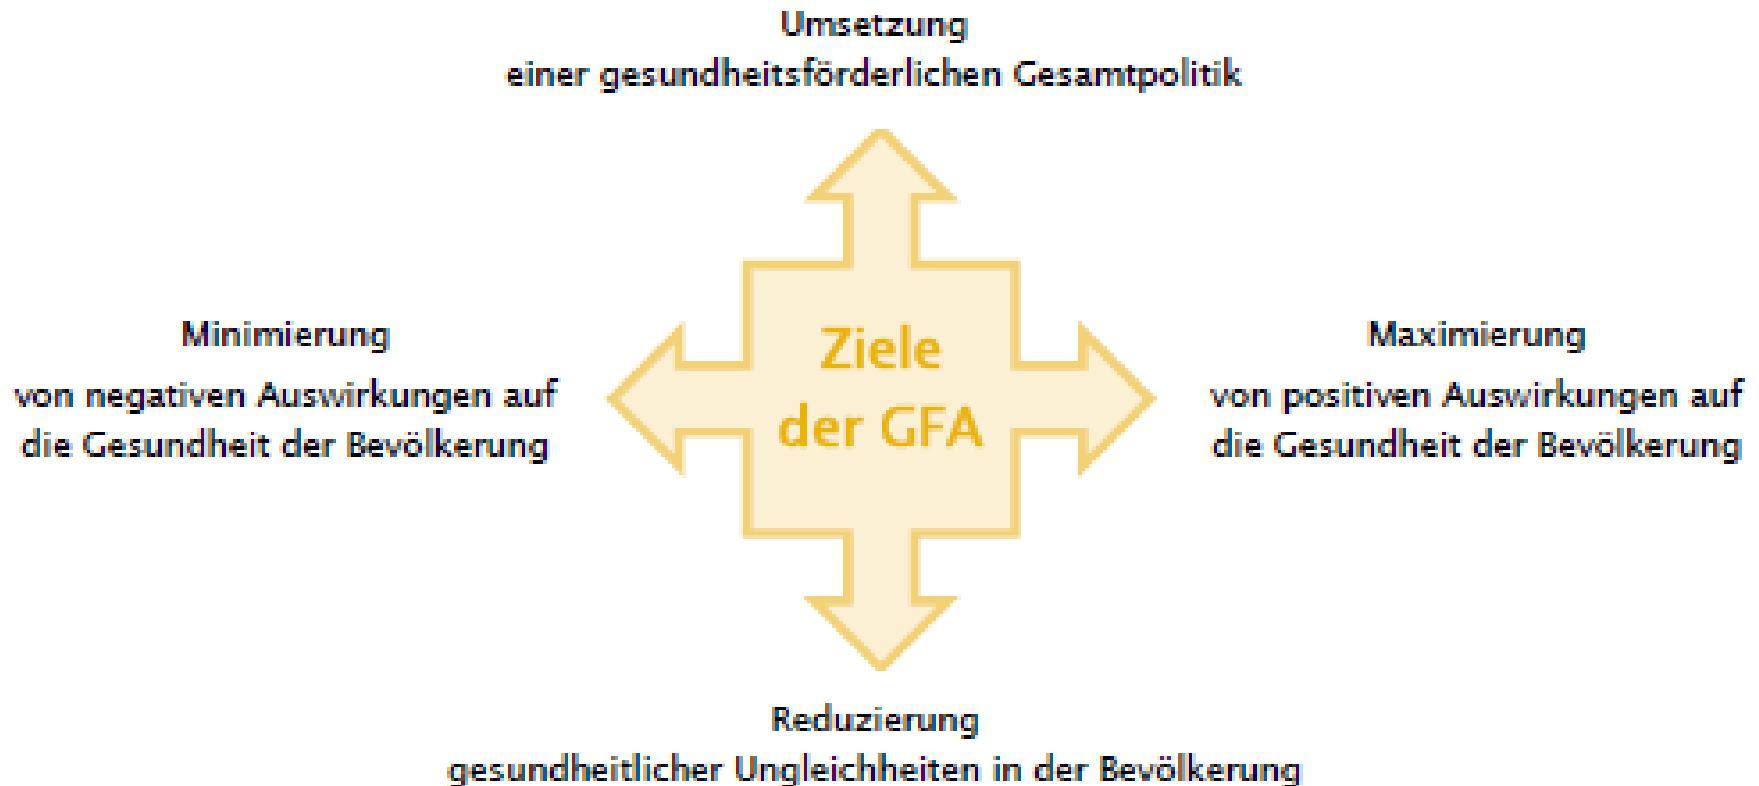 Umsetzung
einer gesundheitsförderlichen Gesamtpolitik
Minimierung
von negativen Auswirkungen auf
die Gesundheit der Bevölkerung
Ziele
der GFA
Maximierung
von positiven Auswirkungen auf
die Gesundheit der Bevölkerung
Reduzierung
gesundheitlicher Ungleichheiten in der Bevölkerung